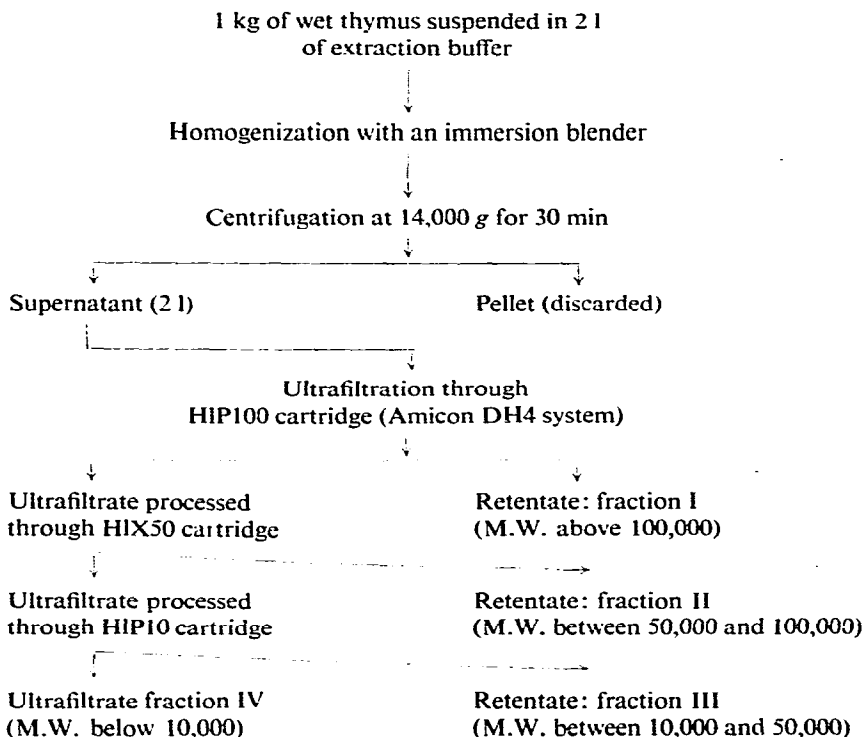 1 kg of wet thymus suspended in 2 l
of extraction buffer
Homogenization with an immersion blender
Centrifugation at 14,000 g for 30 min
Supernatant (2 l)
Pellet (discarded)
Ultrafiltration through
H1P100 cartridge (Amicon DH4 system)
Ultrafiltrate processed
through H1X50 cartridge
Retentate: fraction I
(M.W. above 100,000)
Ultrafiltrate processed
through H1P10 cartridge
Retentate: fraction II
(M.W. between 50,000 and 100,000)
Ultrafiltrate fraction IV
(M.W. below 10,000)
Retentate: fraction III
(M.W. between 10,000 and 50,000)